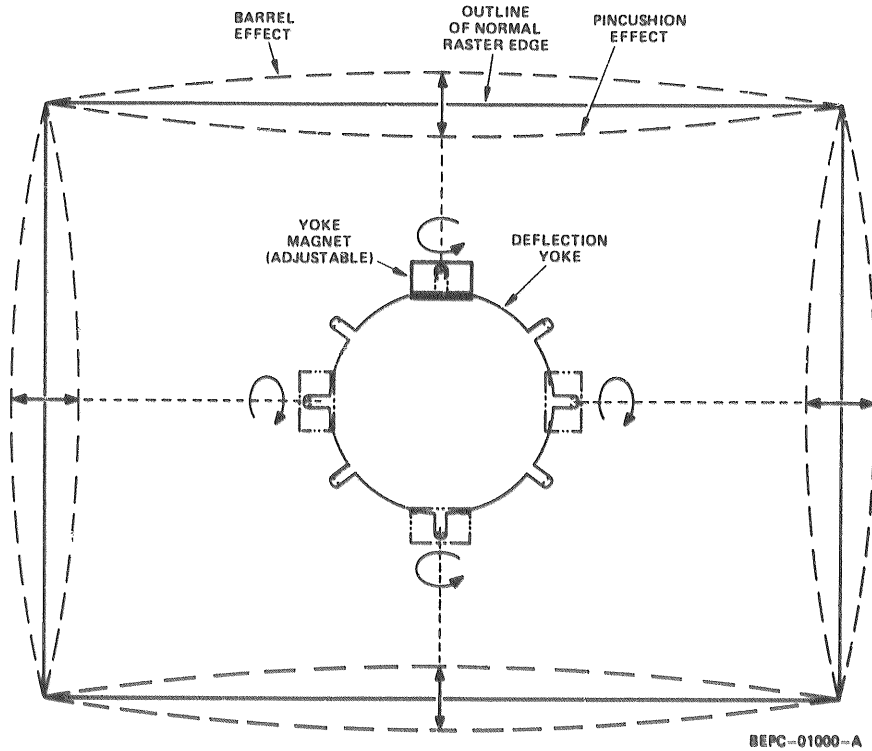 BARREL
EFFECT
OUTLINE
OF NORMAL
RASTER EDGE
PINCUSHION
EFFECT
YOKE
MAGNET
(ADJUSTABLE)
DEFLECTION
YOKE
BEPC-01000-A